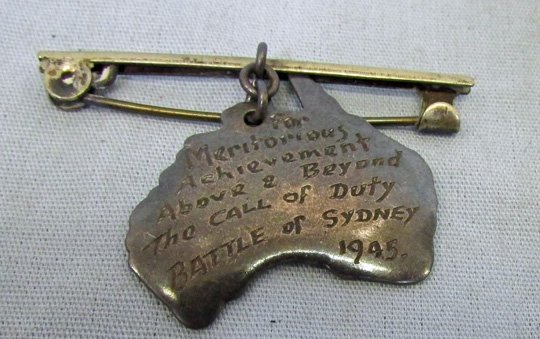 for
Meritorious
Achievement
Above & Beyond
The CALL of DuTy
BATTLE of SYDNEY
1945.